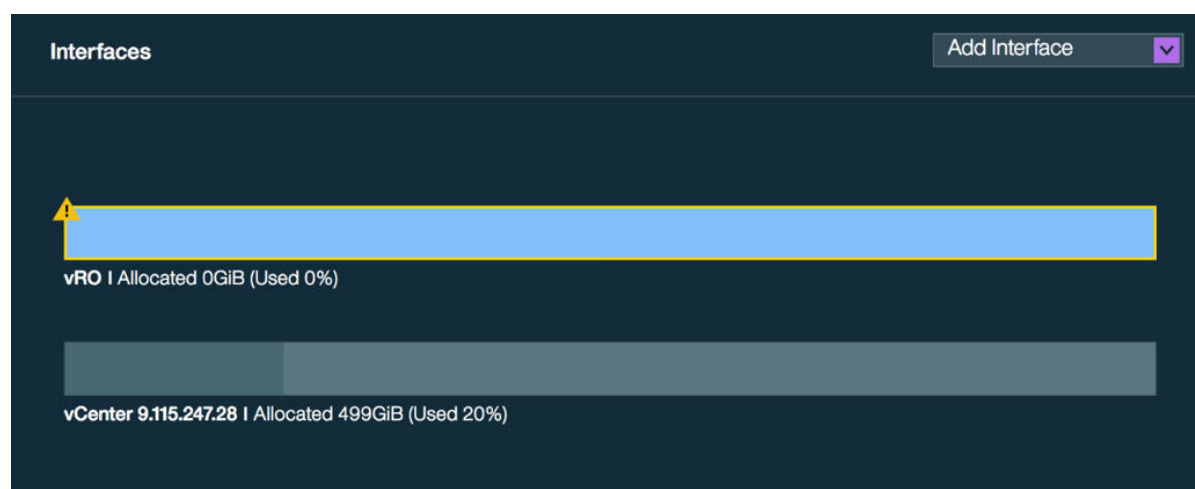 Interfaces
Add Interface
vRO | Allocated 0GiB (Used 0%)
vCenter 9.115.247.28 | Allocated 499GiB (Used 20%)